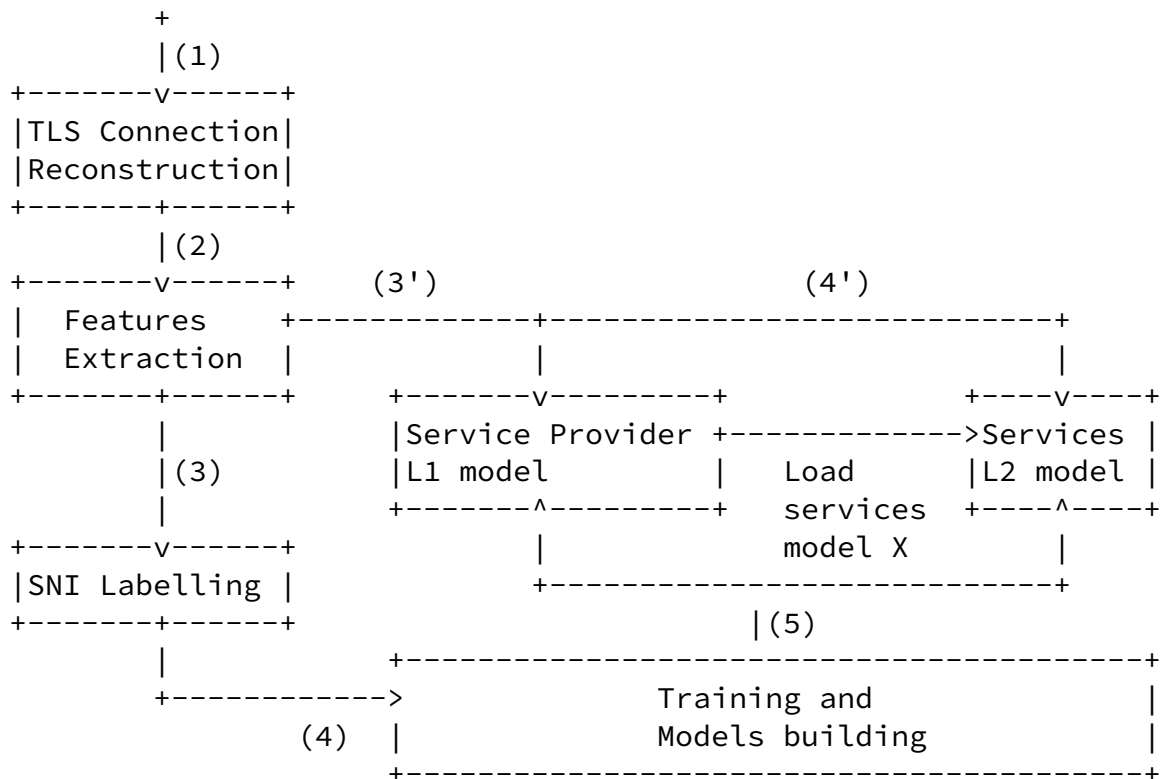 (1)
TLS Connection
Reconstruction
(2)
(3') (4')
Features
Extraction
Service Provider Services
(3) L1 model Load L2 model
services
model X
SNI Labelling
(5)
Training and
(4) Models building